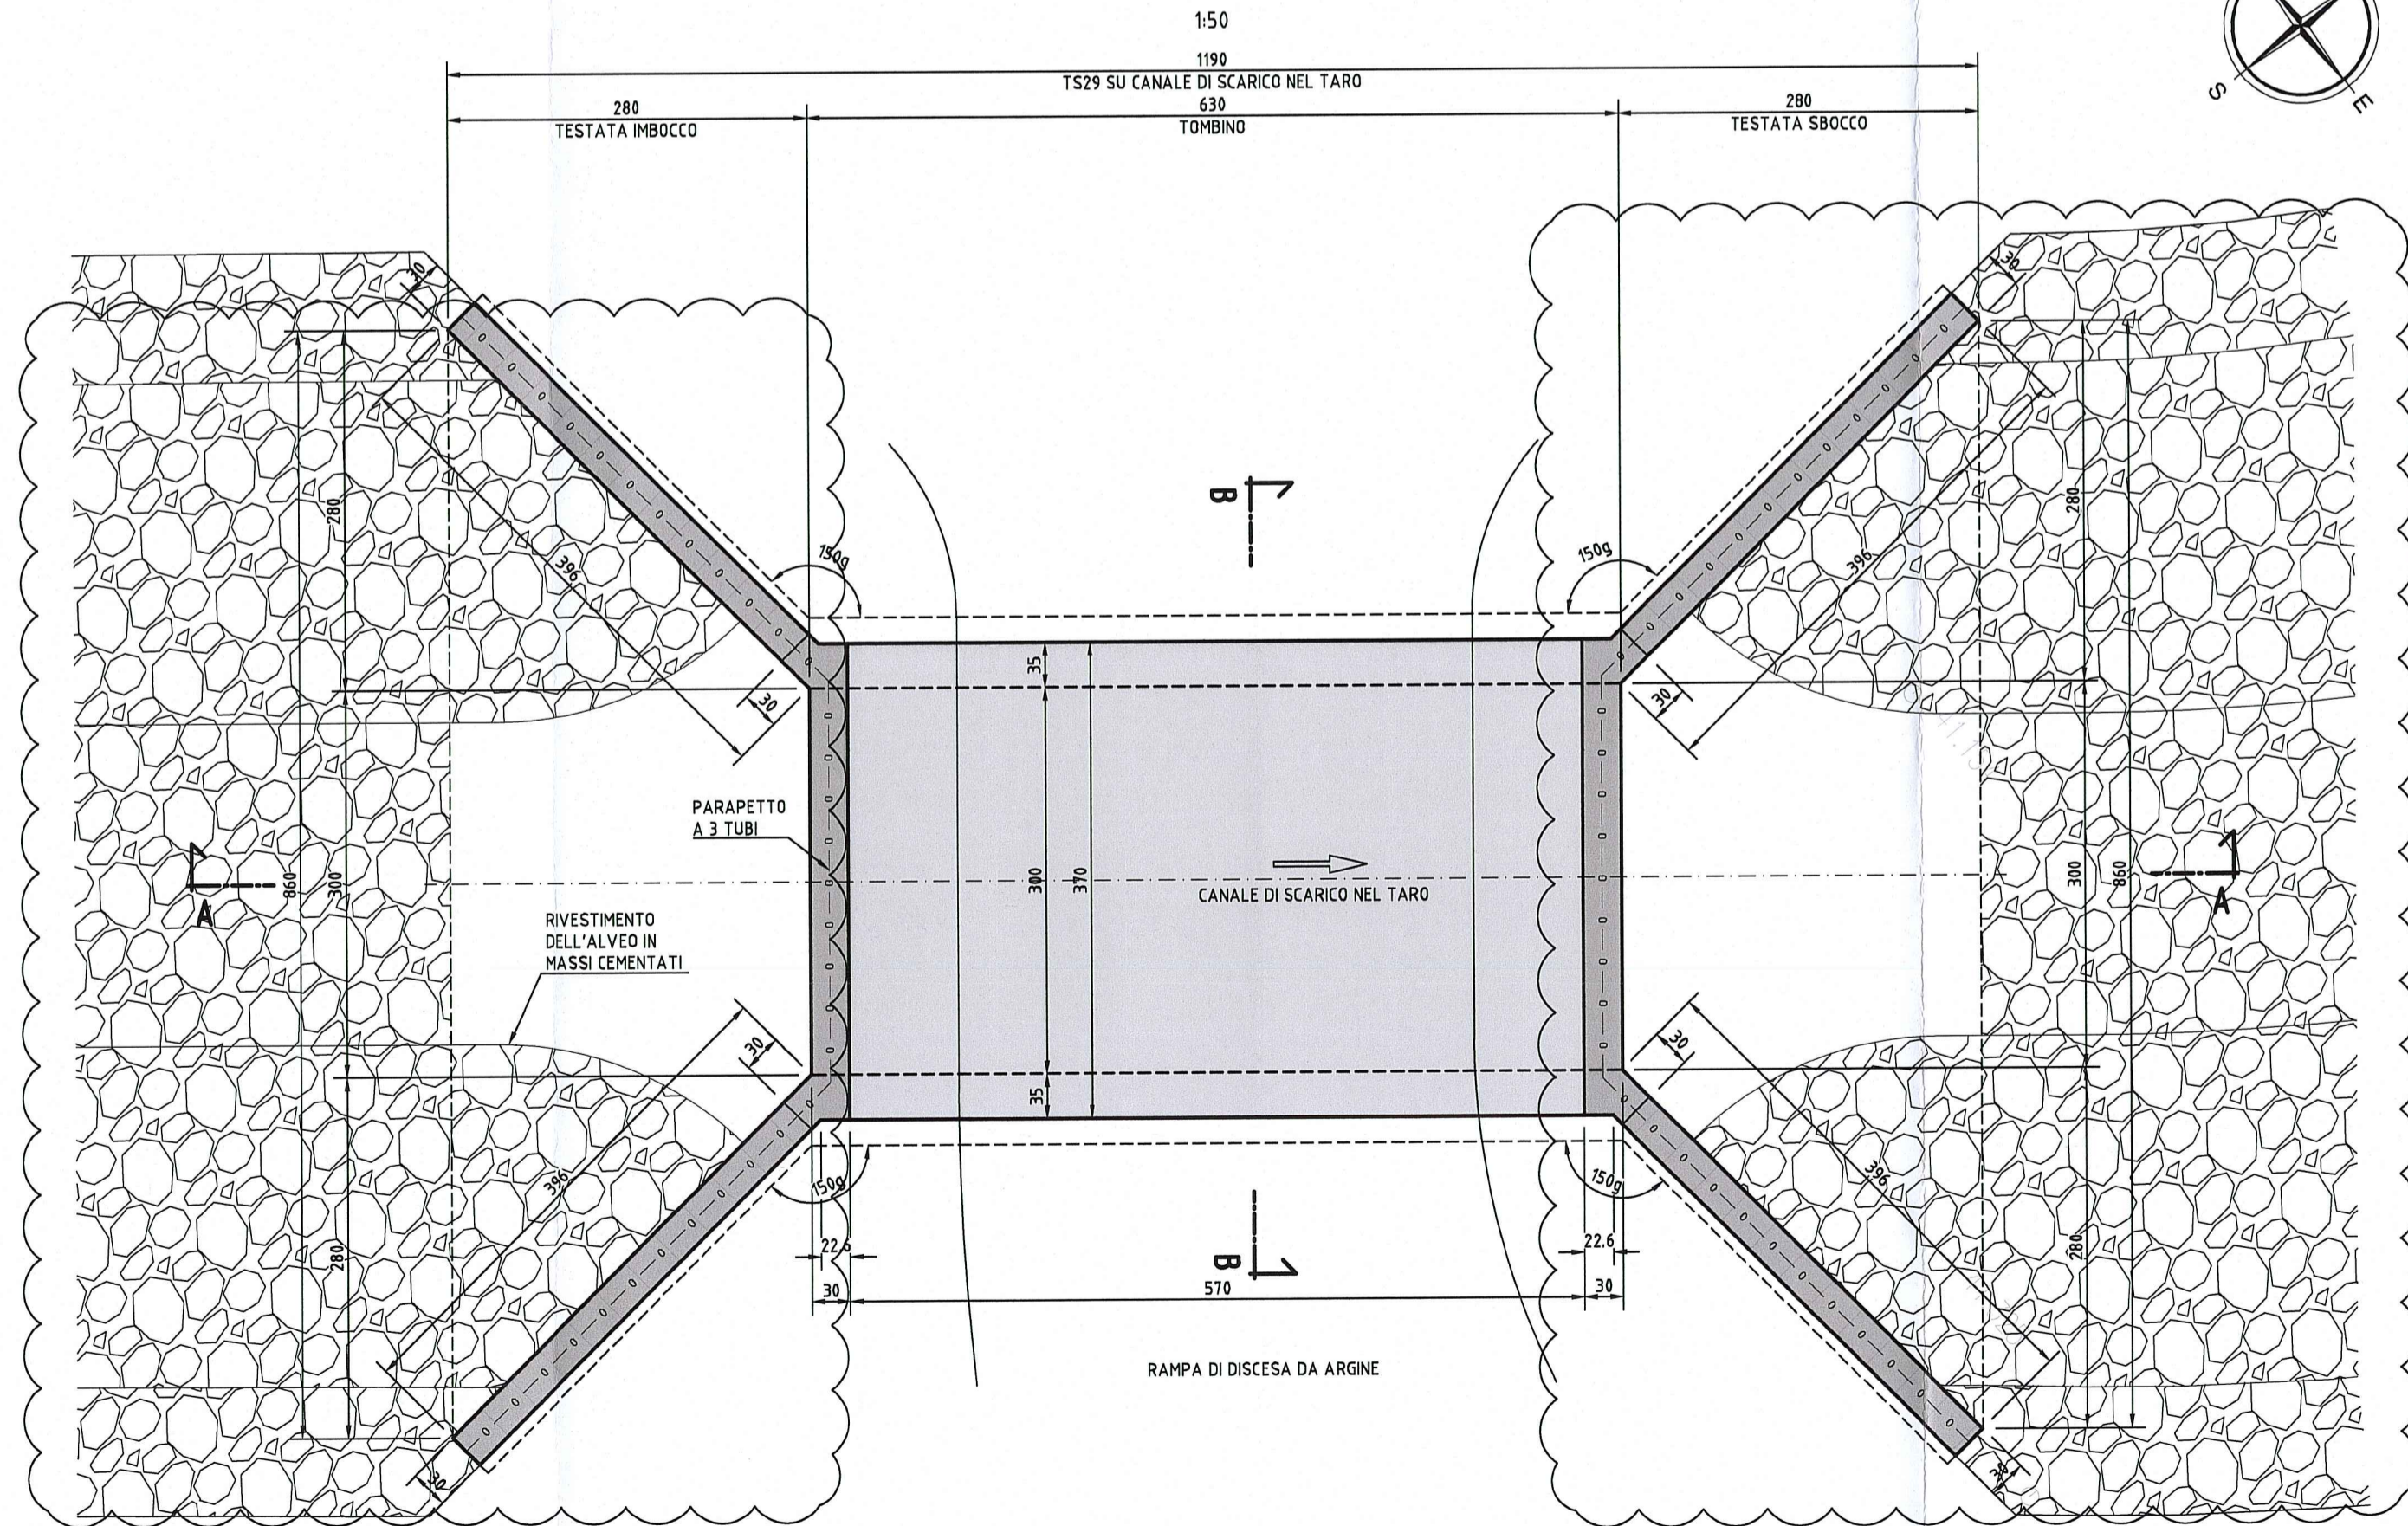 1:50
1190
TS29 SU CANALE DI SCARICO NEL TARO
280
TESTATA IMBOCCO
630
TOMBINO
280
TESTATA SBOCCO
S
E
30
30
280
396
150g
B
150g
396
280
35
30
30
PARAPETTO
A 3 TUBI
860
300
300
370
CANALE DI SCARICO NEL TARO
300
860
A
A
RIVESTIMENTO
DELL'ALVEO IN
MASSI CEMENTATI
30
30
35
396
150g
150g
396
280
280
22.6
22.6
B
30
570
30
RAMPA DI DISCESA DA ARGINE
30
30